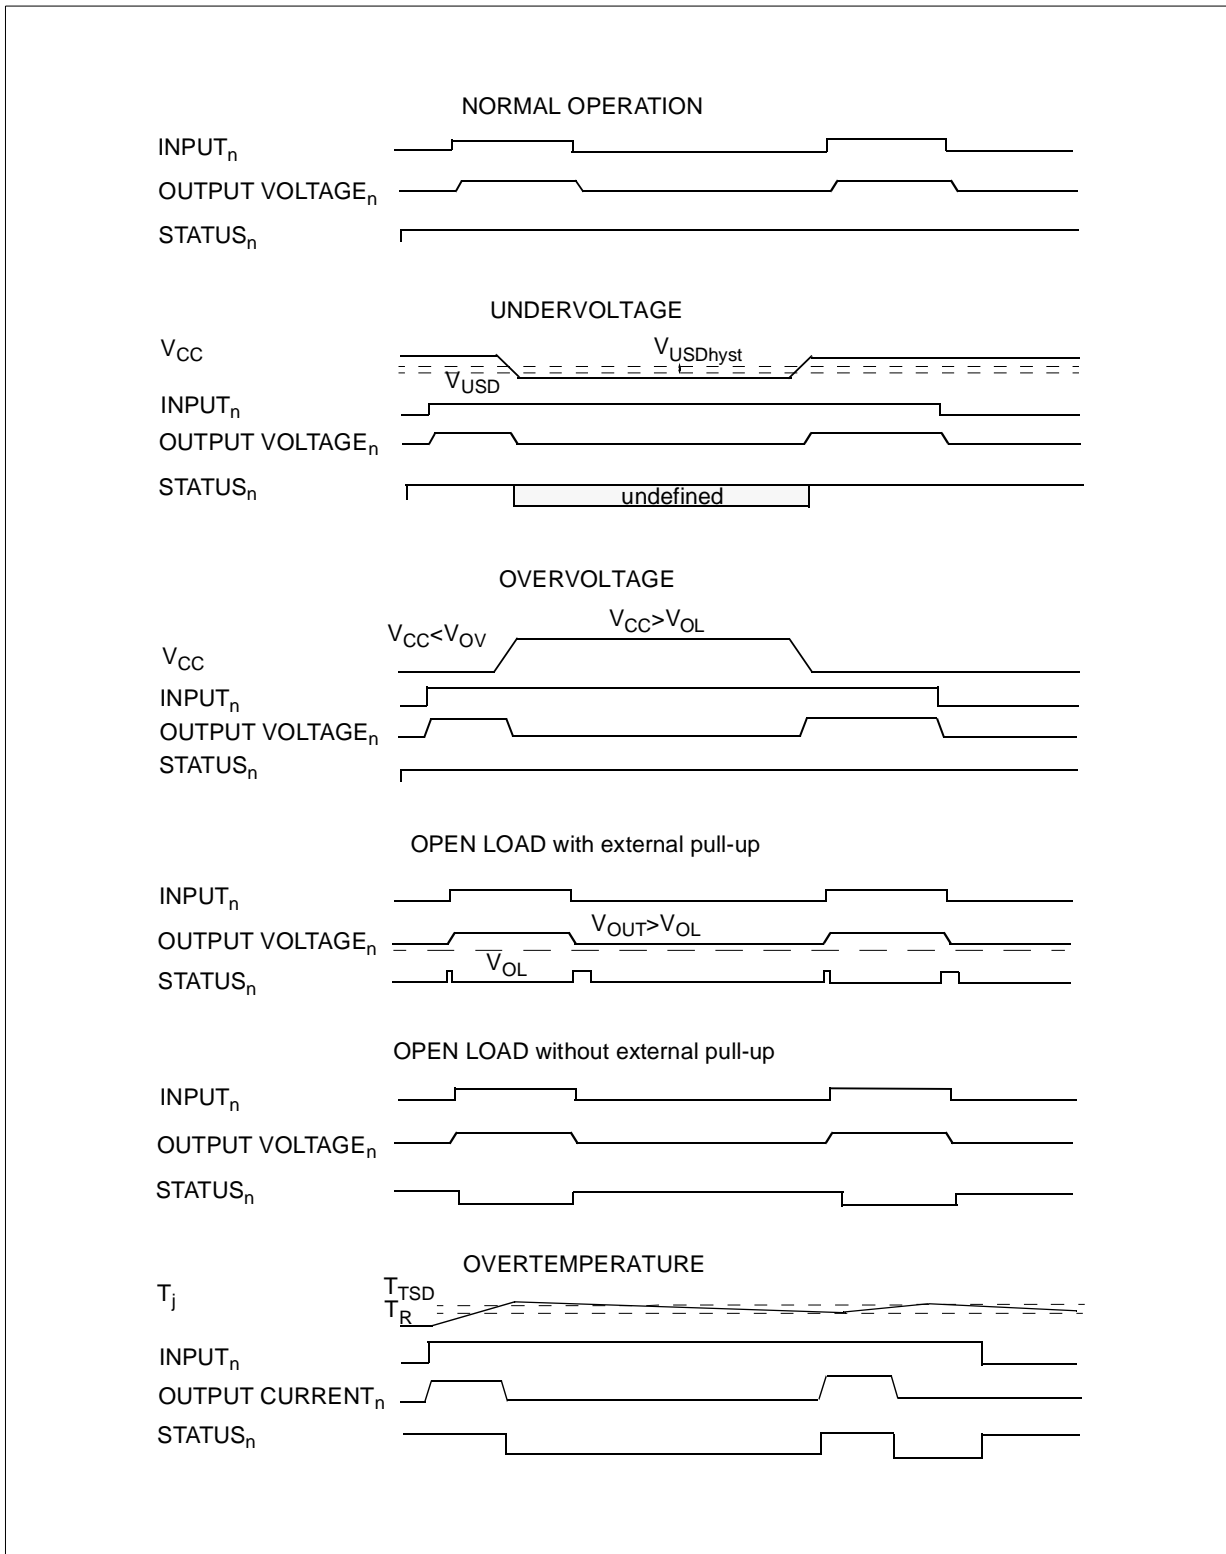 NORMAL OPERATION
INPUTn
OUTPUT VOLTAGEn
STATUSn
UNDERVOLTAGE
VCC
VUSDhyst
VUSD
INPUTn
OUTPUT VOLTAGEn
STATUSn
undefined
OVERVOLTAGE
VCC<VOV
VCC>VOL
VCC
INPUTn
OUTPUT VOLTAGEn
STATUSn
OPEN LOAD with external pull-up
INPUTn
VOUT>VOL
OUTPUT VOLTAGEn
VOL
STATUSn
OPEN LOAD without external pull-up
INPUTn
OUTPUT VOLTAGEn
STATUSn
OVERTEMPERATURE
Tj
TTSD
TR
INPUTn
OUTPUT CURRENTn
STATUSn